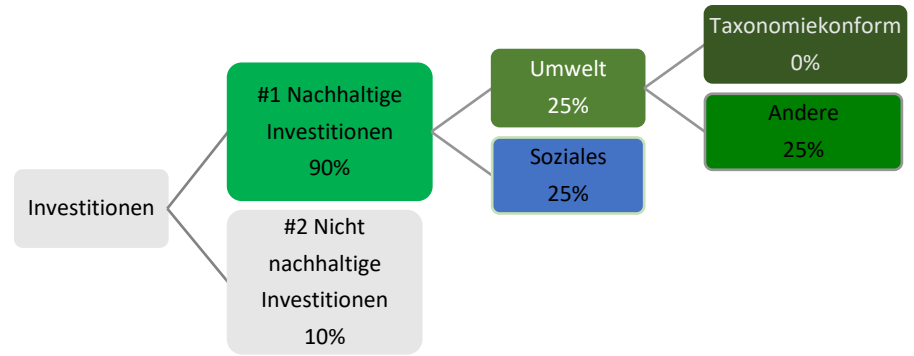 Investitionen
#1 Nachhaltige
Investitionen
90%
#2 Nicht
nachhaltige
Investitionen
10%
Umwelt
25%
Soziales
25%
Taxonomiekonform
0%
Andere
25%